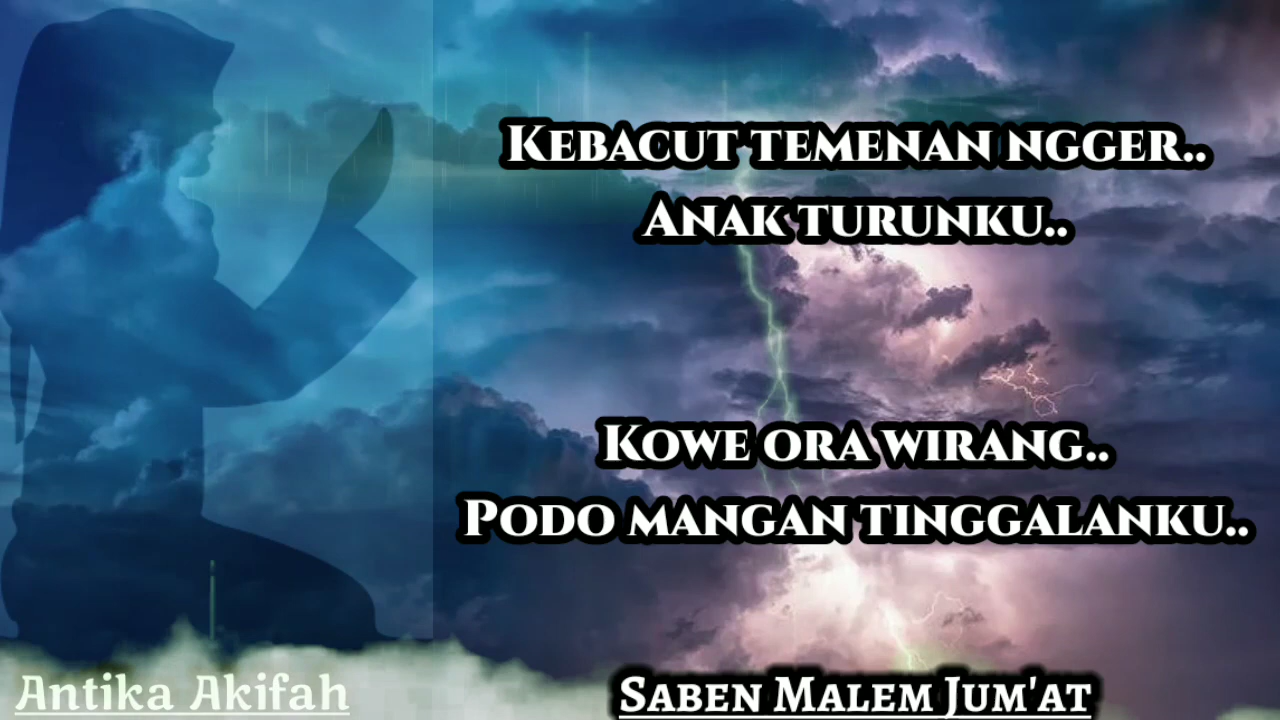 Kebacut temenan ngger..
Anak turunku..
Kowe ora wirang..
Podo mangan tinggalanku..
Antika Akifah
Saben Malem Jum'at